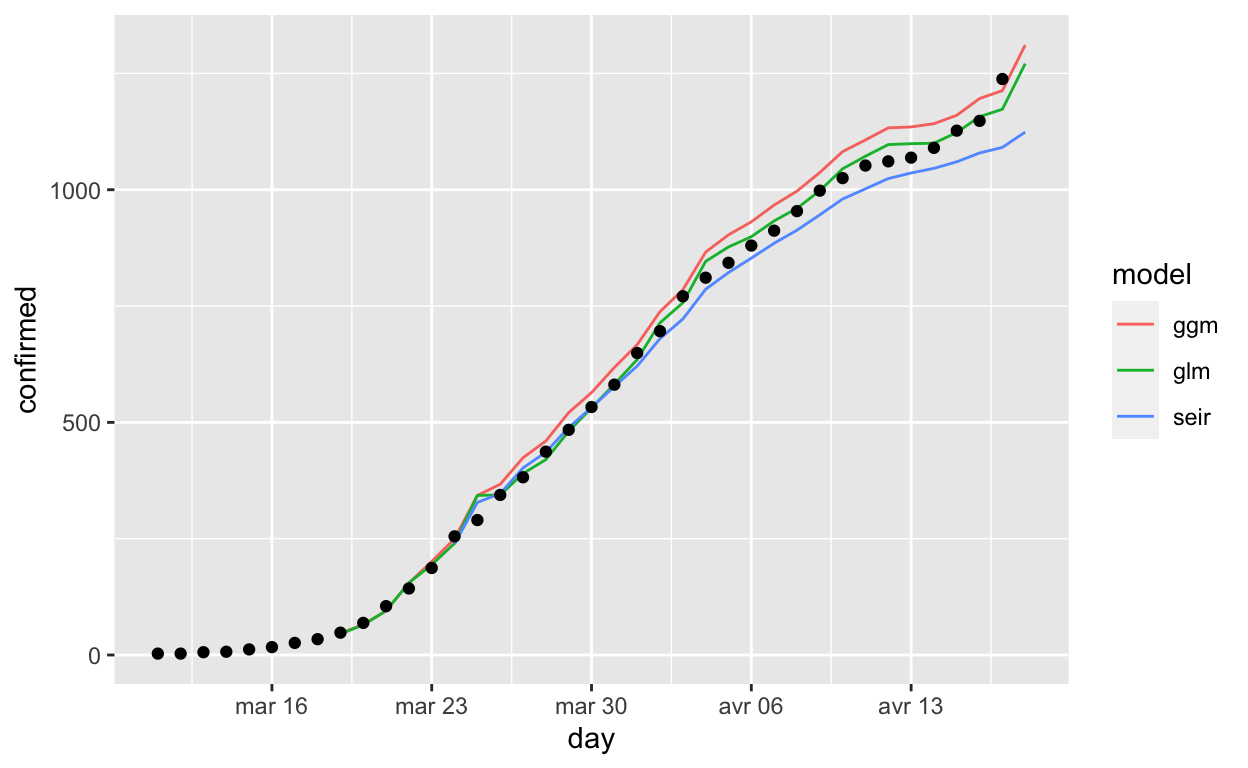 confirmed
1000
500
0
mar 16
mar 23
mar 30
avr 06
avr 13
day
model
ggm
glm
seir